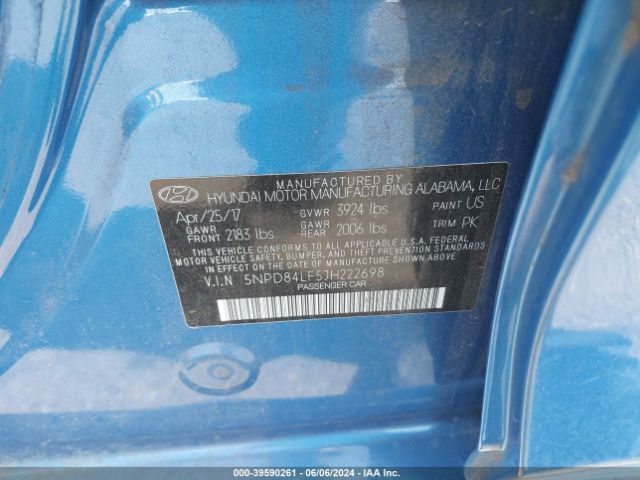 MANUFACTURED BY
HYUNDAI MOTOR MANUFACTURING ALABAMA, LLC
Apr/25/17 GVWR 3924 lbs PAINT US
GAWR FRONT 2183 lbs GAWR REAR 2006 lbs TRIM PK
THIS VEHICLE CONFORMS TO ALL APPLICABLE U.S.A. FEDERAL
MOTOR VEHICLE SAFETY, BUMPER, AND THEFT PREVENTION
STANDARDS IN EFFECT ON THE DATE OF MANUFACTURE SHOWN ABOVE.
V.I.N 5NPD84LF5JH222698
PASSENGER CAR
000-39590261 - 06/06/2024 - IAA Inc.